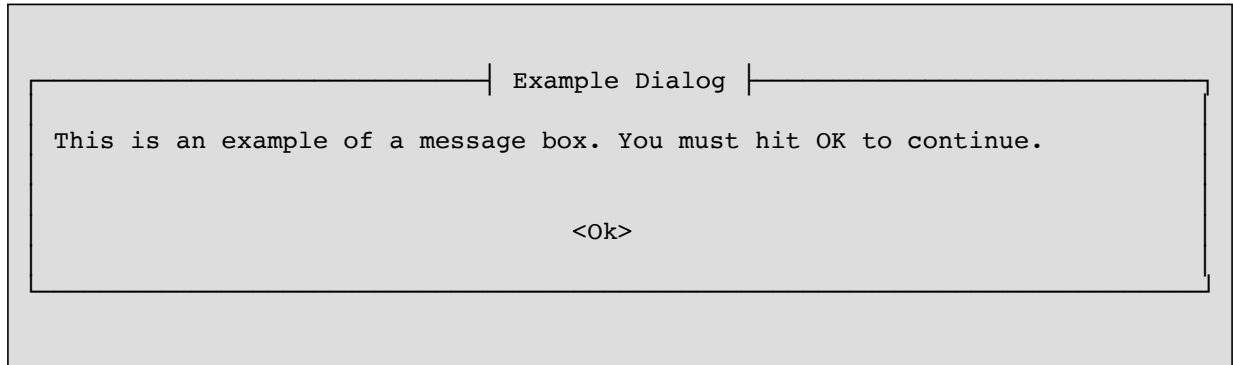 Example Dialog
This is an example of a message box. You must hit OK to continue.
<Ok>